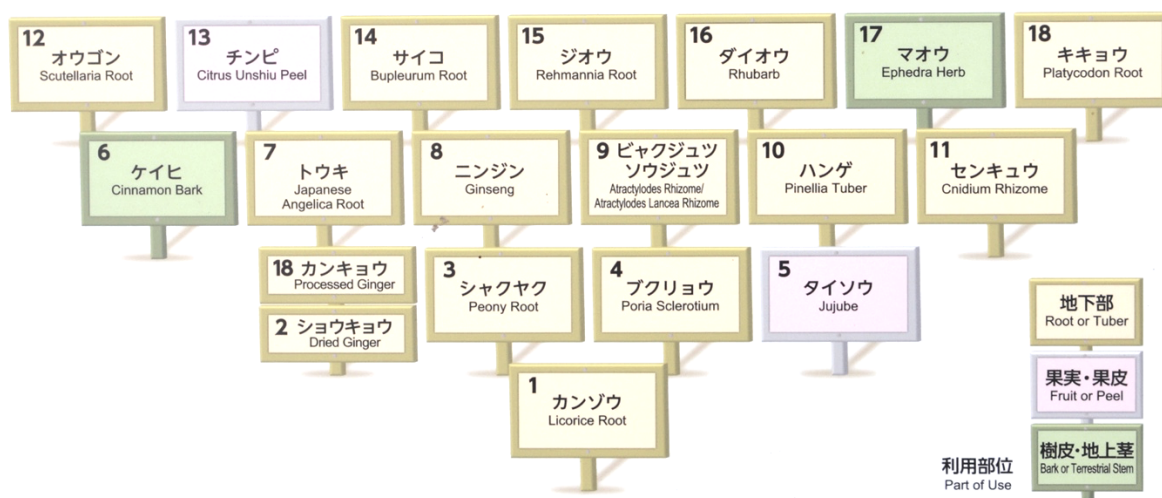 12
オウゴン
Scutellaria Root
13
チンピ
Citrus Unshiu Peel
14
サイコ
Bupleurum Root
15
ジオウ
Rehmannia Root
16
ダイオウ
Rhubarb
17
マオウ
Ephedra Herb
18
キキョウ
Platycodon Root
6
ケイヒ
Cinnamon Bark
7
トウキ
Japanese
Angelica Root
8
ニンジン
Ginseng
9 ビャクジュツ
ソウジュツ
Atractylodes Rhizome/
Atractylodes Lancea Rhizome
10
ハンゲ
Pinellia Tuber
11
センキュウ
Cnidium Rhizome
18 カンキョウ
Processed Ginger
2 ショウキョウ
Dried Ginger
3
シャクヤク
Peony Root
4
ブクリョウ
Poria Sclerotium
5
タイソウ
Jujube
1
カンゾウ
Licorice Root
利用部位
Part of Use
地下部
Root or Tuber
果実・果皮
Fruit or Peel
樹皮・地上茎
Bark or Terrestrial Stem